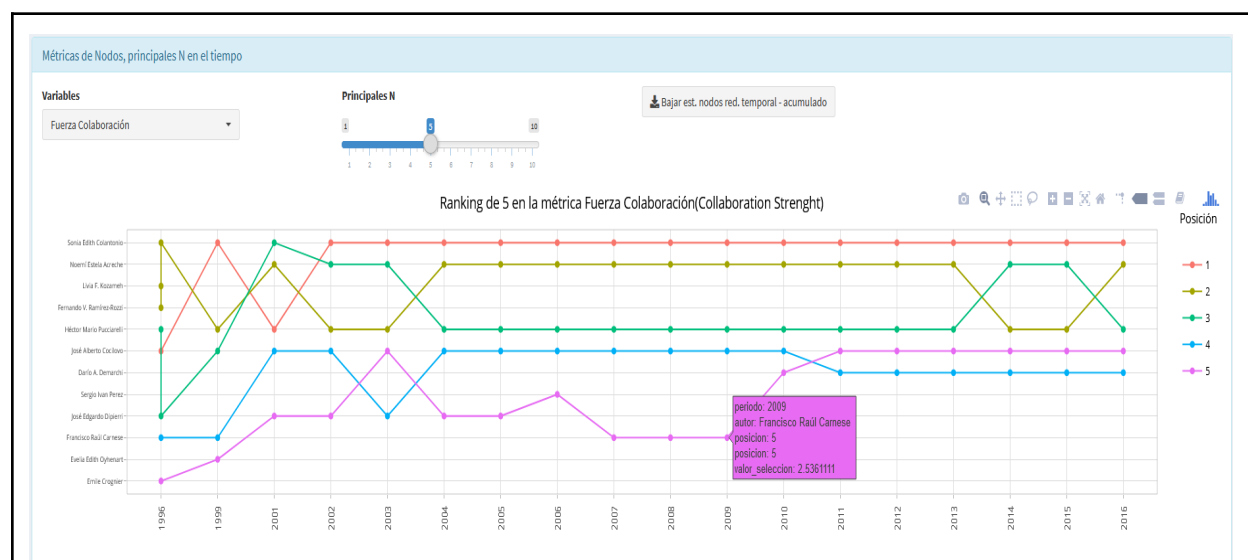 Métricas de Nodos, principales N en el tiempo
Variables
Principales N
Fuerza Colaboración
Bajar est. nodos red. temporal - acumulado
1 5 10
1 2 3 4 5 6 7 8 9 10
Ranking de 5 en la métrica Fuerza Colaboración(Collaboration Strenght)
Posición
1
2
3
4
5
Sonia Edith Colantonio
Noemí Estela Acreche
Livia F. Kozameh
Fernando V. Ramírez-Rozzi
Héctor Mario Pucciarelli
José Alberto Cocilovo
Darío A. Demarchi
Sergio Ivan Perez
José Edgardo Dipierri
Francisco Raúl Carnese
Evelia Edith Oyhenart
Emile Crognier
periodo: 2009
autor: Francisco Raúl Carnese
posicion: 5
posicion: 5
valor_seleccion: 2.5361111
1996 1999 2001 2002 2003 2004 2005 2006 2007 2008 2009 2010 2011 2012 2013 2014 2015 2016